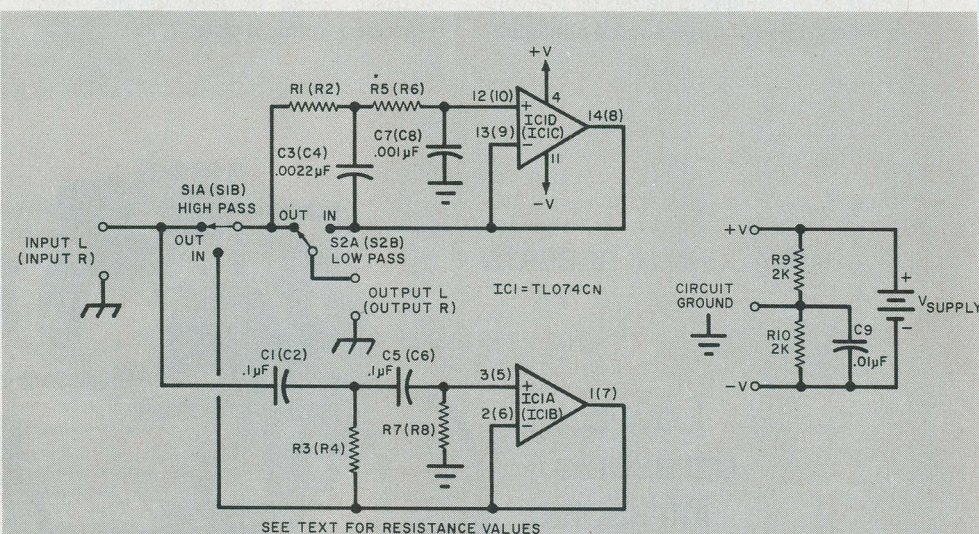 +V
R1 (R2)
R5 (R6)
12(10)
4
14(8)
+
IC1D
(IC1C)
13(9)
−
C7(C8)
.001µF
C3(C4)
.0022µF
11
−V
S1A (S1B)
HIGH PASS
OUT
IN
OUT
IN
S2A (S2B)
LOW PASS
INPUT L
(INPUT R)
OUTPUT L
(OUTPUT R)
IC1 = TL074CN
+V
R9
2K
+
CIRCUIT
GROUND
VSUPPLY
−
R10
2K
C9
.01µF
−V
C1(C2)
.1µF
C5 (C6)
.1µF
3(5)
+
IC1A
(IC1B)
1(7)
2(6)
−
R3(R4)
R7(R8)
SEE TEXT FOR RESISTANCE VALUES